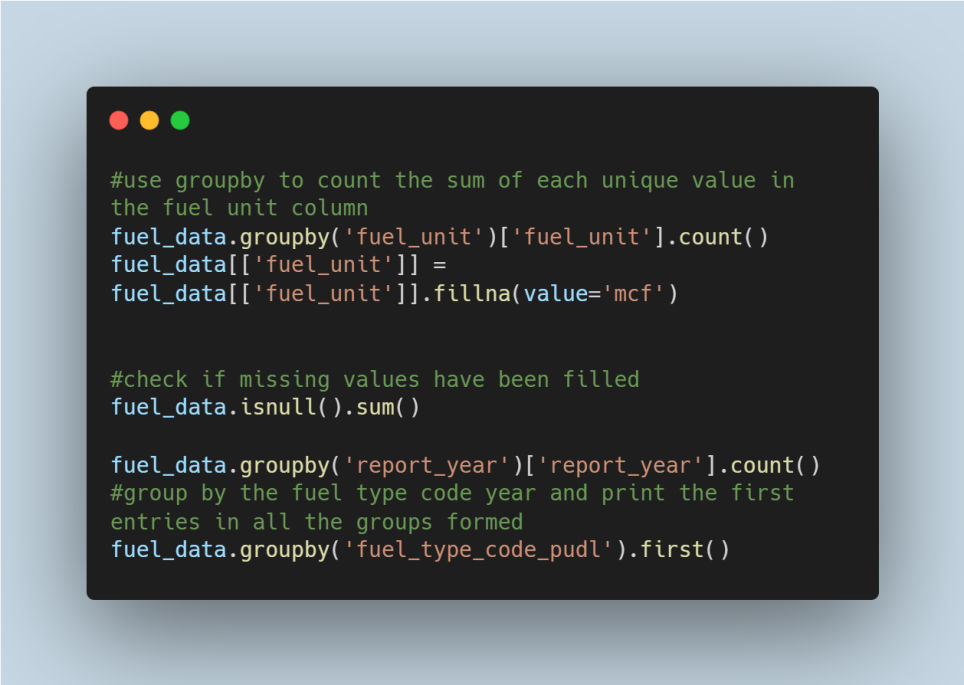 #use groupby to count the sum of each unique value in
the fuel unit column
fuel_data.groupby('fuel_unit')['fuel_unit'].count()
fuel_data[['fuel_unit']] =
fuel_data[['fuel_unit']].fillna(value='mcf')
#check if missing values have been filled
fuel_data.isnull().sum()
fuel_data.groupby('report_year')['report_year'].count()
#group by the fuel type code year and print the first
entries in all the groups formed
fuel_data.groupby('fuel_type_code_pudl').first()